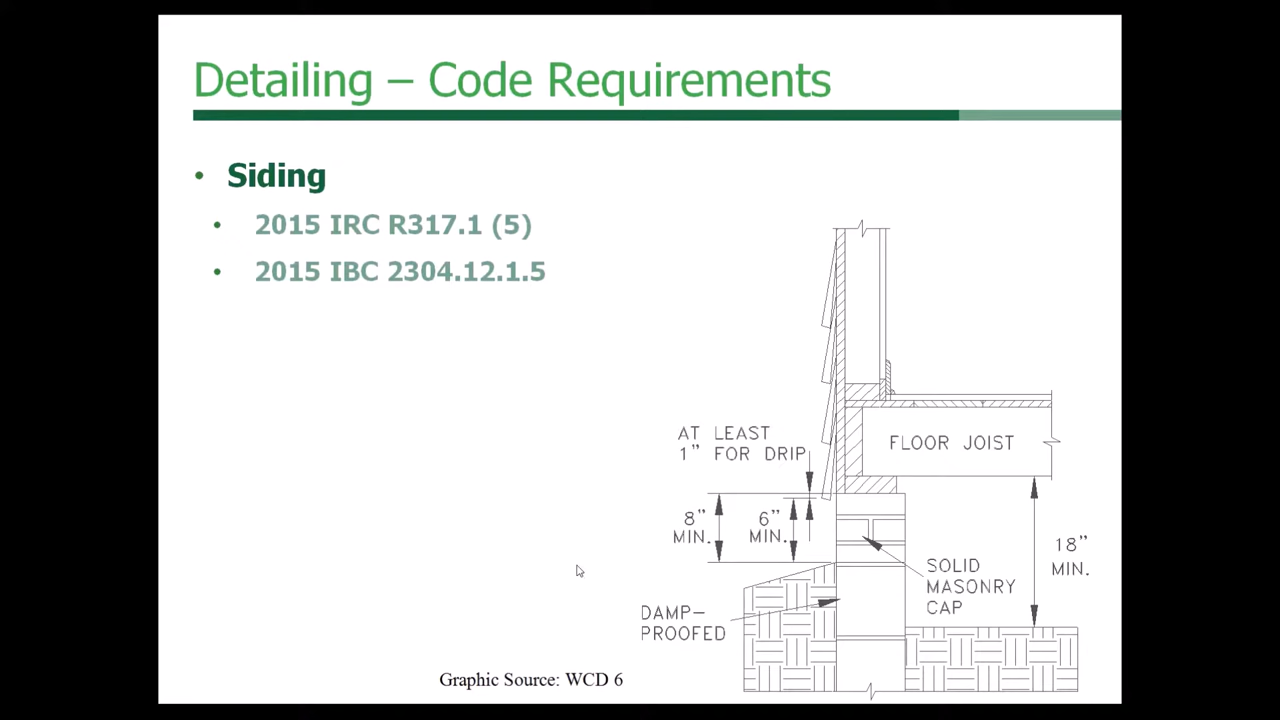 Detailing – Code Requirements
• Siding
• 2015 IRC R317.1 (5)
• 2015 IBC 2304.12.1.5
AT LEAST
1” FOR DRIP
FLOOR JOIST
8”
MIN.
6”
MIN.
18”
MIN.
SOLID
MASONRY
CAP
DAMP–
PROOFED
Graphic Source: WCD 6